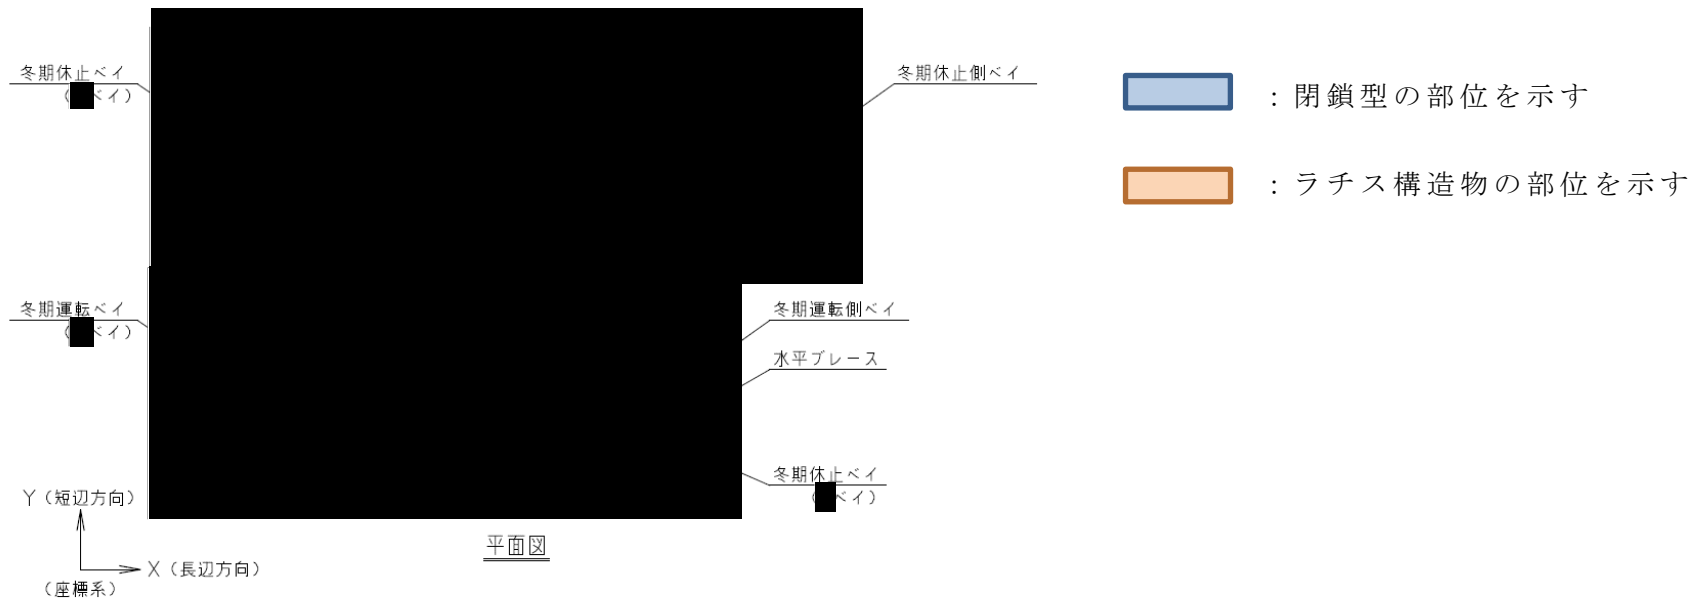 冬期休止ベイ
(ベイ)
冬期休止側ベイ
: 閉鎖型の部位を示す
: ラチス構造物の部位を示す
冬期運転ベイ
(ベイ)
冬期運転側ベイ
水平ブレース
冬期休止ベイ
(ベイ)
Y(短辺方向)
平面図
X(長辺方向)
(座標系)